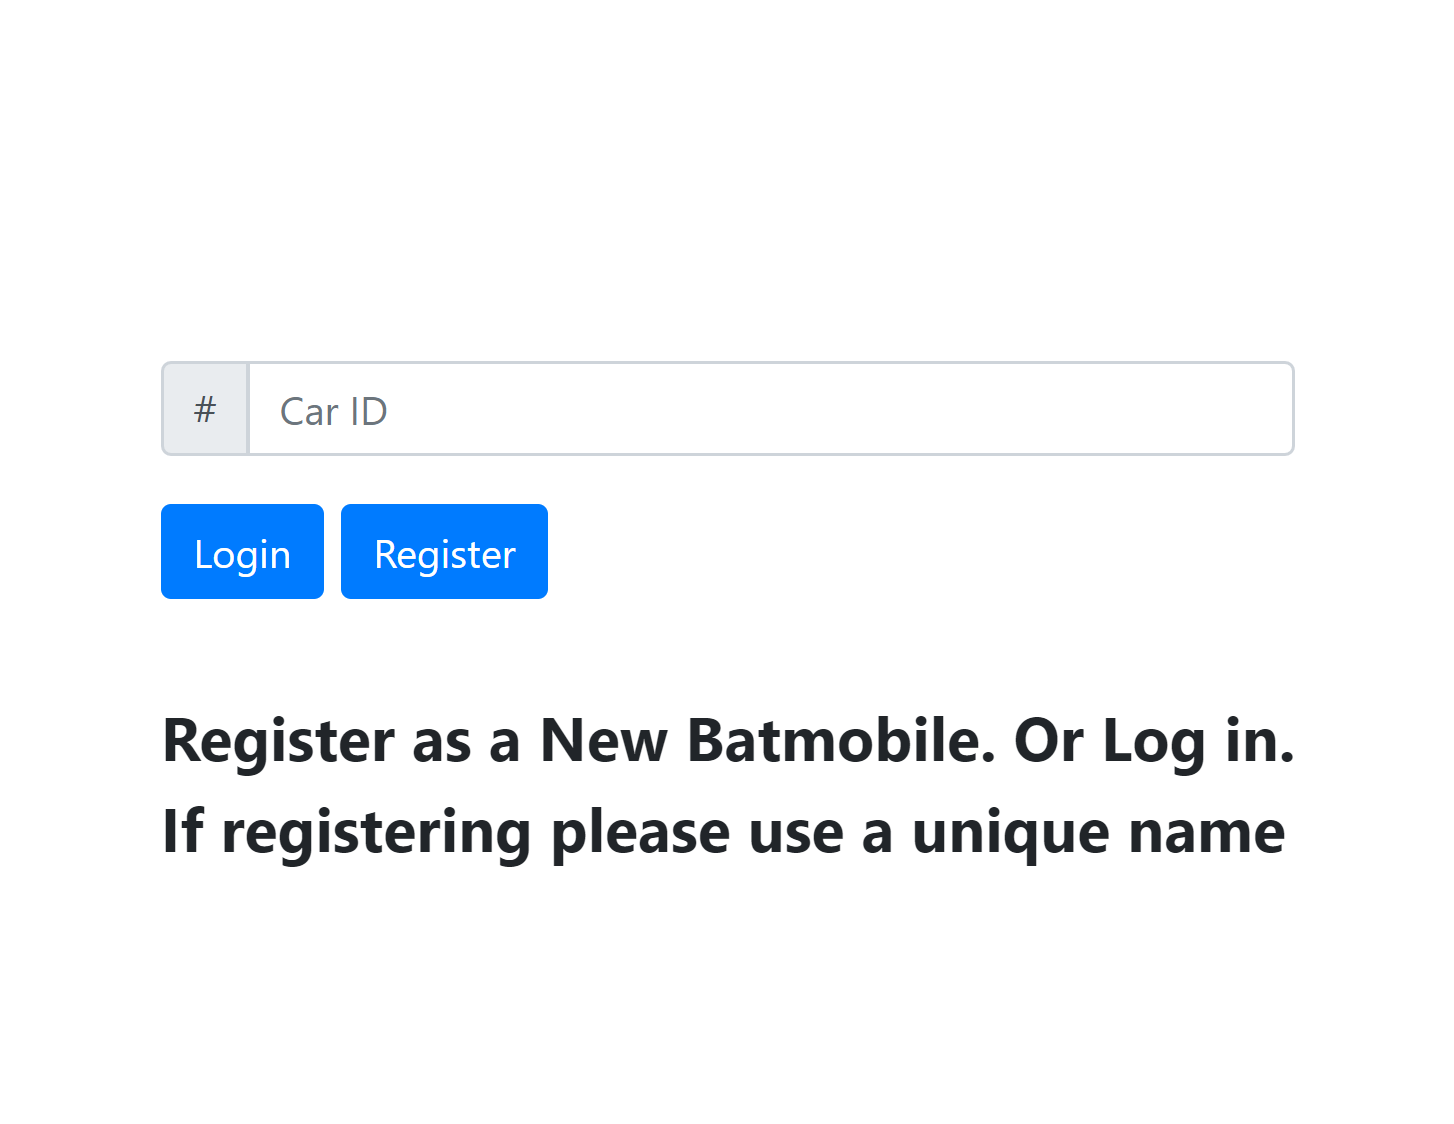 # Car ID
Login Register
Register as a New Batmobile. Or Log in.
If registering please use a unique name